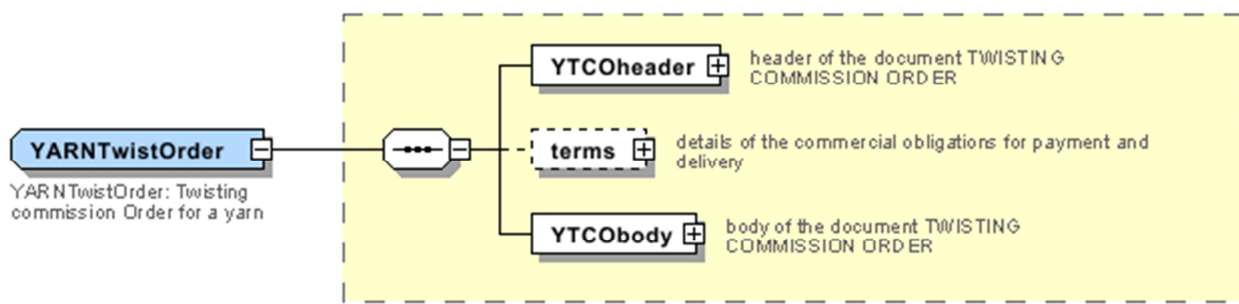 YTCOheader
header of the document TWISTING
COMMISSION ORDER
YARNTwistOrder
terms
details of the commercial obligations for payment and
delivery
YARNTwistOrder: Twisting
commission Order for a yarn
YTCObody
body of the document TWISTING
COMMISSION ORDER